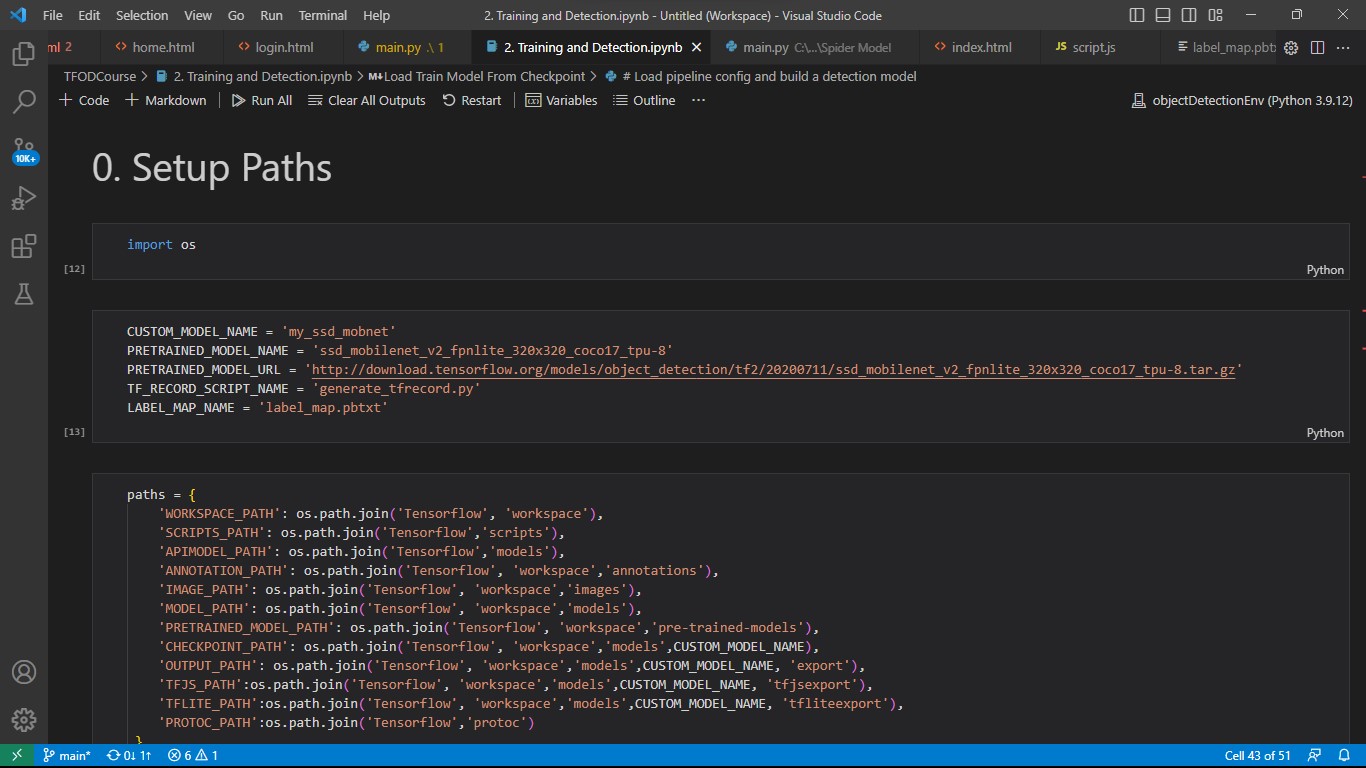 File Edit Selection View Go Run Terminal Help 2. Training and Detection.ipynb - Untitled (Workspace) - Visual Studio Code
ml 2 home.html login.html main.py .\ 1 2. Training and Detection.ipynb main.py C:\...\Spider Model index.html JS script.js label_map.pbt
TFODCourse > 2. Training and Detection.ipynb > M↓Load Train Model From Checkpoint > # Load pipeline config and build a detection model
+ Code + Markdown Run All Clear All Outputs Restart Variables Outline ... objectDetectionEnv (Python 3.9.12)
10K+
0. Setup Paths
import os
[12] Python
CUSTOM_MODEL_NAME = 'my_ssd_mobnet'
PRETRAINED_MODEL_NAME = 'ssd_mobilenet_v2_fpnlite_320x320_coco17_tpu-8'
PRETRAINED_MODEL_URL = 'http://download.tensorflow.org/models/object_detection/tf2/20200711/ssd_mobilenet_v2_fpnlite_320x320_coco17_tpu-8.tar.gz'
TF_RECORD_SCRIPT_NAME = 'generate_tfrecord.py'
LABEL_MAP_NAME = 'label_map.pbtxt'
[13] Python
paths = {
'WORKSPACE_PATH': os.path.join('Tensorflow', 'workspace'),
'SCRIPTS_PATH': os.path.join('Tensorflow','scripts'),
'APIMODEL_PATH': os.path.join('Tensorflow','models'),
'ANNOTATION_PATH': os.path.join('Tensorflow', 'workspace','annotations'),
'IMAGE_PATH': os.path.join('Tensorflow', 'workspace','images'),
'MODEL_PATH': os.path.join('Tensorflow', 'workspace','models'),
'PRETRAINED_MODEL_PATH': os.path.join('Tensorflow', 'workspace','pre-trained-models'),
'CHECKPOINT_PATH': os.path.join('Tensorflow', 'workspace','models',CUSTOM_MODEL_NAME),
'OUTPUT_PATH': os.path.join('Tensorflow', 'workspace','models',CUSTOM_MODEL_NAME, 'export'),
'TFJS_PATH':os.path.join('Tensorflow', 'workspace','models',CUSTOM_MODEL_NAME, 'tfjsexport'),
'TFLITE_PATH':os.path.join('Tensorflow', 'workspace','models',CUSTOM_MODEL_NAME, 'tfliteexport'),
'PROTOC_PATH':os.path.join('Tensorflow','protoc')
}
main* 0↓ 1↑ 6 1 Cell 43 of 51